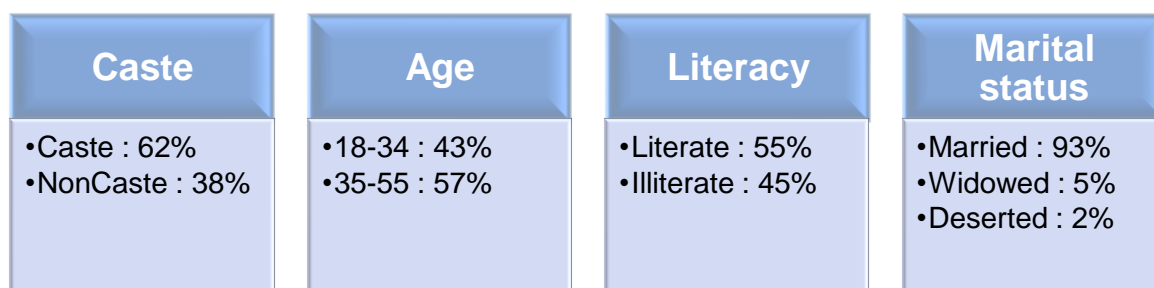 Caste
•Caste : 62%
•NonCaste : 38%
Age
•18-34 : 43%
•35-55 : 57%
Literacy
•Literate : 55%
•Illiterate : 45%
Marital
status
•Married : 93%
•Widowed : 5%
•Deserted : 2%